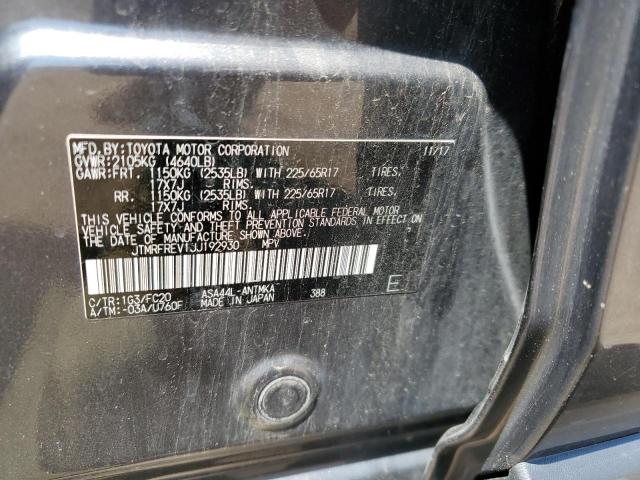 MFD.BY:TOYOTA MOTOR CORPORATION 11/17
GVWR:2105KG (4640LB)
GAWR:FRT. 1150KG (2535LB) WITH 225/65R17 TIRES,
17X7J RIMS.
RR. 1150KG (2535LB) WITH 225/65R17 TIRES,
17X7J RIMS.
THIS VEHICLE CONFORMS TO ALL APPLICABLE FEDERAL MOTOR
VEHICLE SAFETY AND THEFT PREVENTION STANDARDS IN EFFECT ON
THE DATE OF MANUFACTURE SHOWN ABOVE.
JTMRFREV1JJ192930 MPV
C/TR:1G3/FC20 ASA44L-ANTMKA
A/TM:-03A/U760F MADE IN JAPAN 388 E